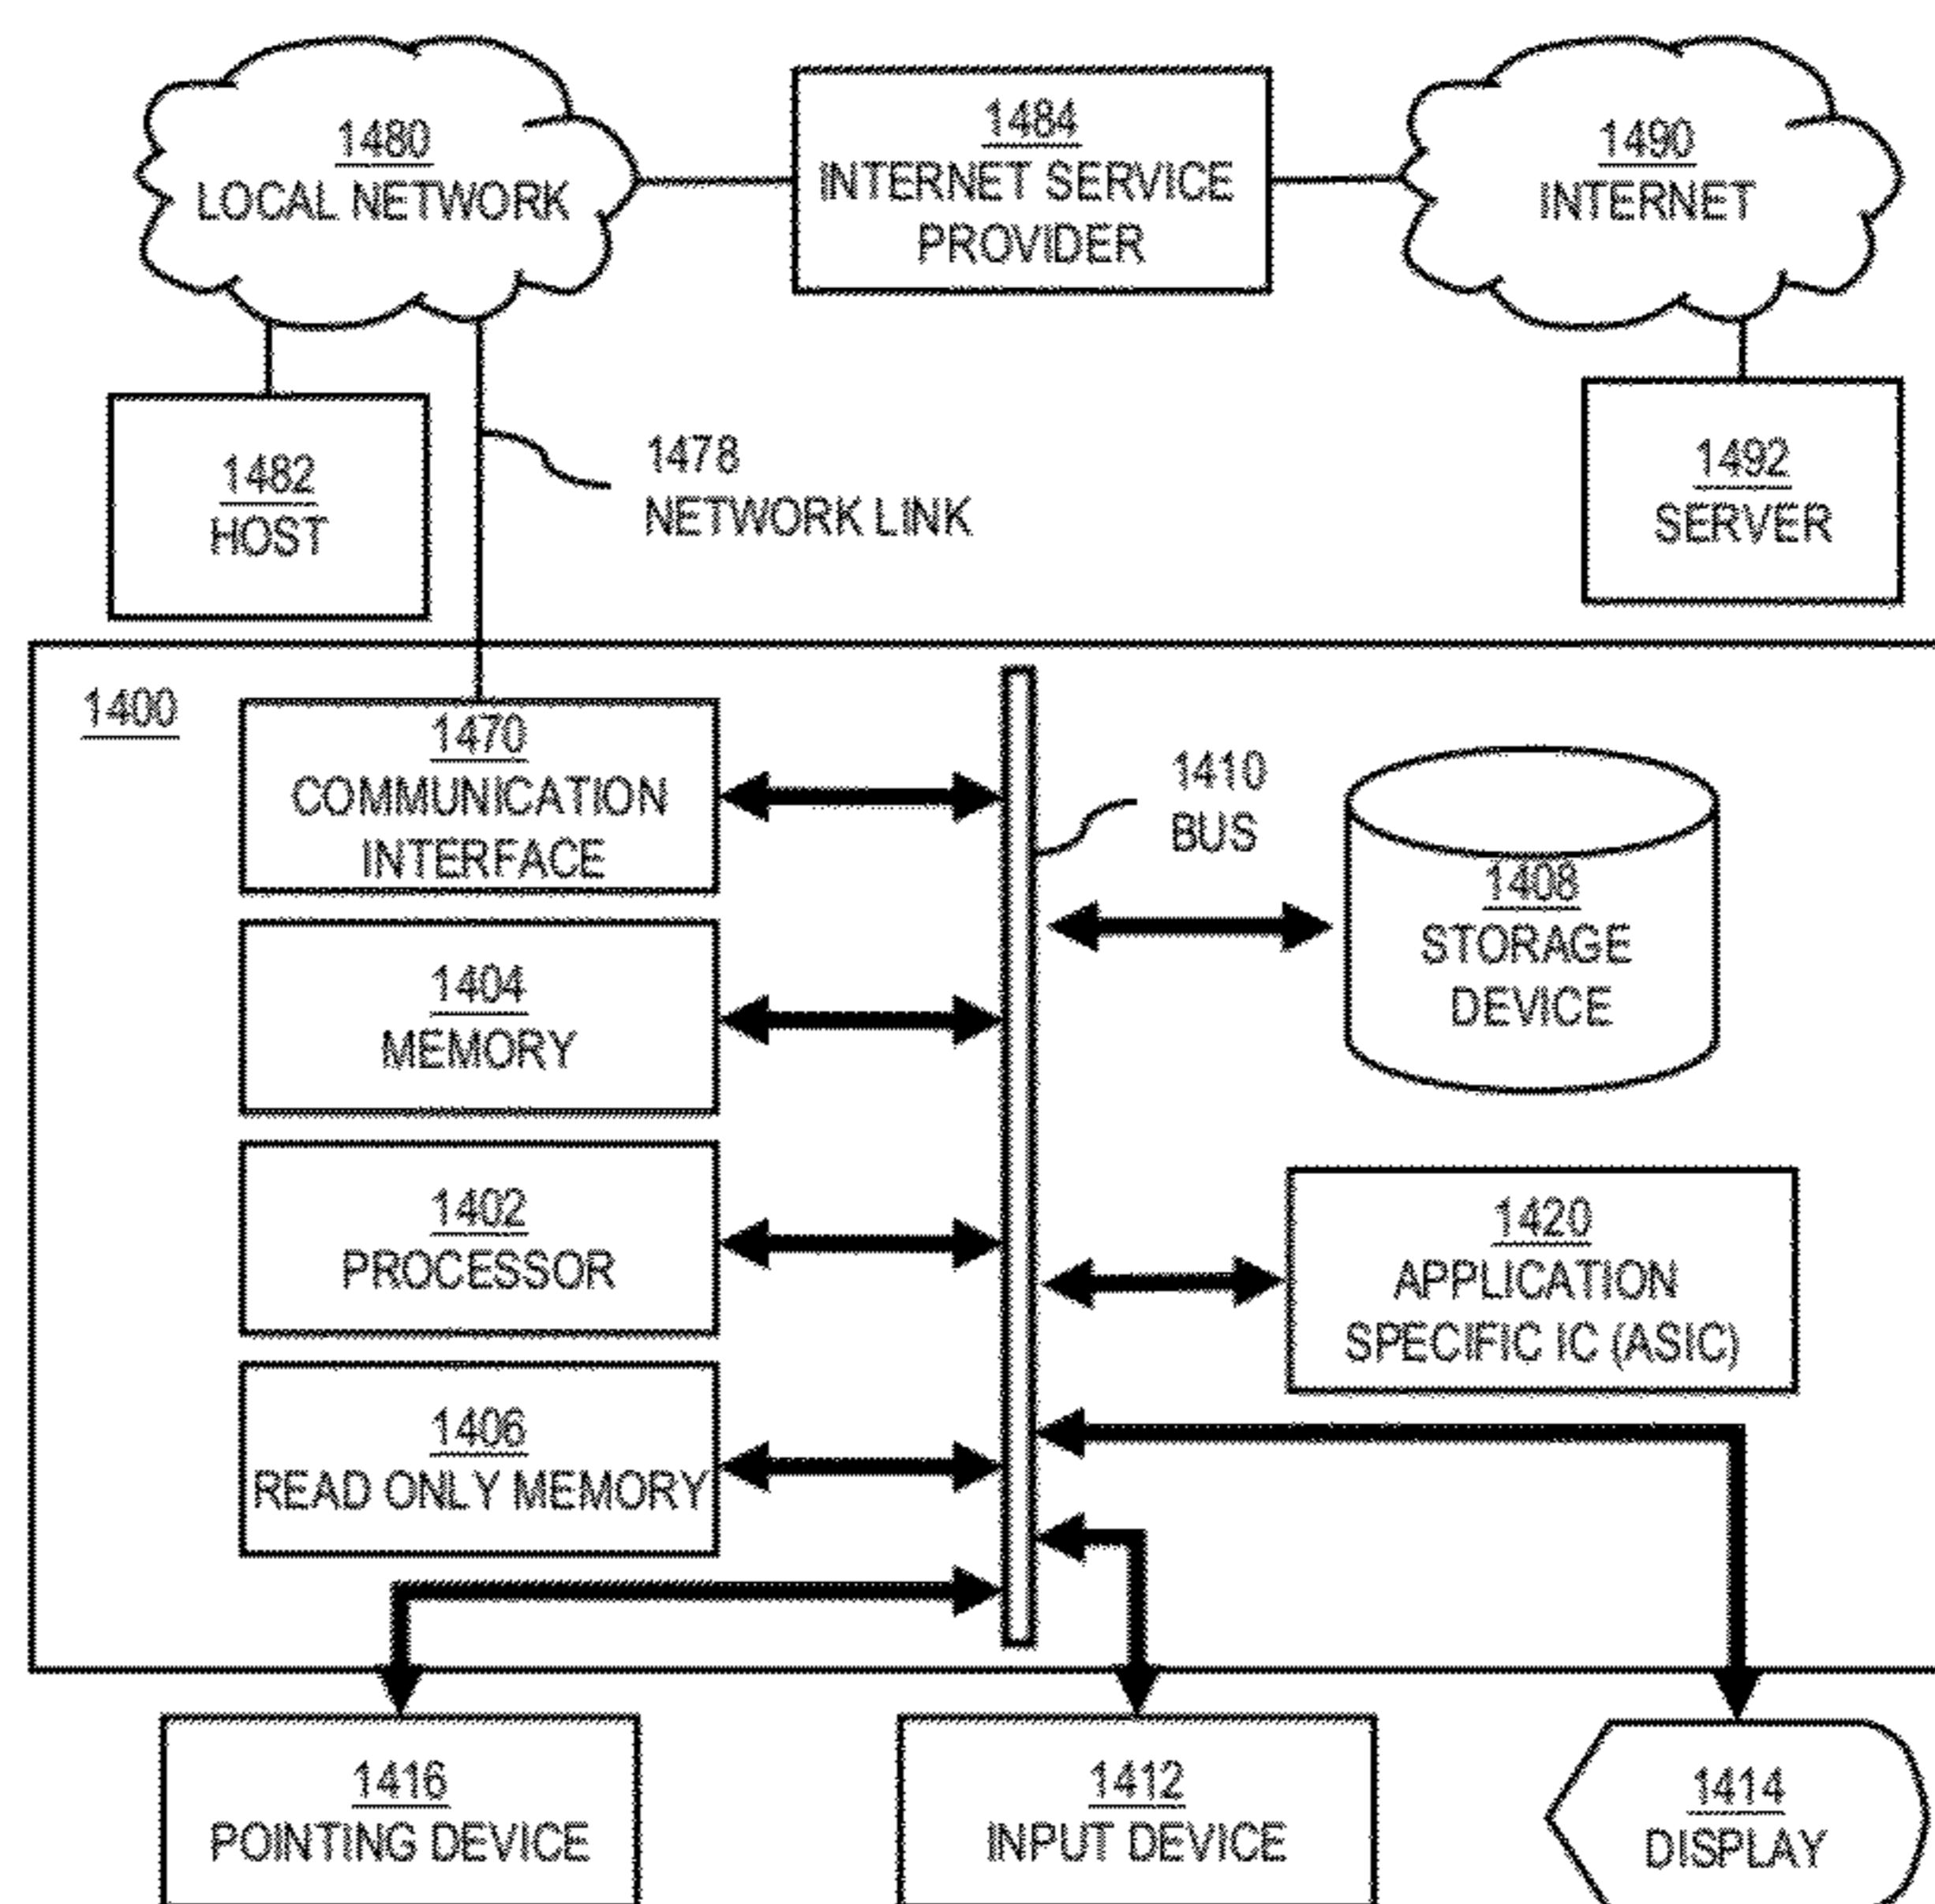 1480
LOCAL NETWORK
1484
INTERNET SERVICE
PROVIDER
1490
INTERNET
1482
HOST
1478
NETWORK LINK
1492
SERVER
1400
1470
COMMUNICATION
INTERFACE
1410
BUS
1408
STORAGE
DEVICE
1404
MEMORY
1402
PROCESSOR
1420
APPLICATION
SPECIFIC IC (ASIC)
1406
READ ONLY MEMORY
1416
POINTING DEVICE
1412
INPUT DEVICE
1414
DISPLAY